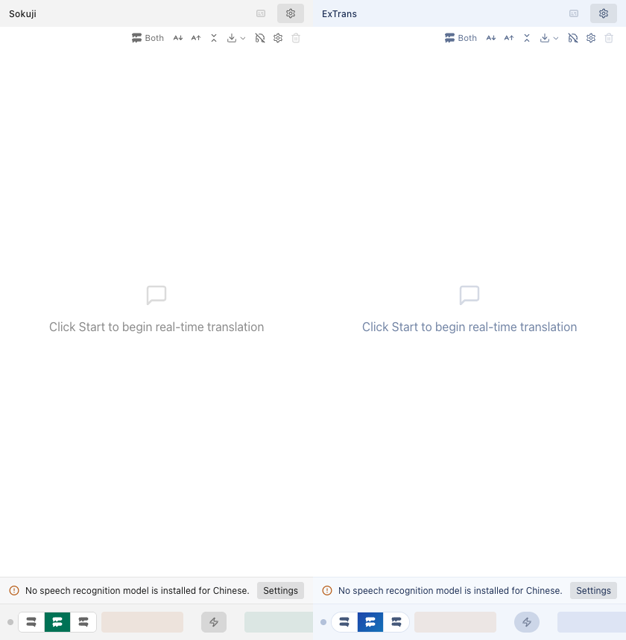 Sokuji
Both
Click Start to begin real-time translation
No speech recognition model is installed for Chinese.
Settings
ExTrans
Both
Click Start to begin real-time translation
No speech recognition model is installed for Chinese.
Settings